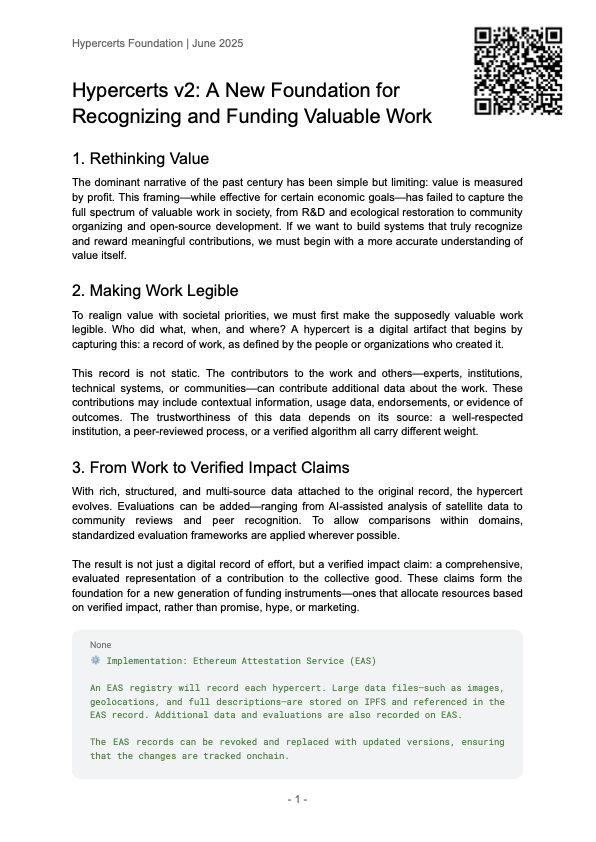 Hypercerts Foundation | June 2025
Hypercerts v2: A New Foundation for
Recognizing and Funding Valuable Work
1. Rethinking Value
The dominant narrative of the past century has been simple but limiting: value is measured
by profit. This framing—while effective for certain economic goals—has failed to capture the
full spectrum of valuable work in society, from R&D and ecological restoration to community
organizing and open-source development. If we want to build systems that truly recognize
and reward meaningful contributions, we must begin with a more accurate understanding of
value itself.
2. Making Work Legible
To realign value with societal priorities, we must first make the supposedly valuable work
legible. Who did what, when, and where? A hypercert is a digital artifact that begins by
capturing this: a record of work, as defined by the people or organizations who created it.
This record is not static. The contributors to the work and others—experts, institutions,
technical systems, or communities—can contribute additional data about the work. These
contributions may include contextual information, usage data, endorsements, or evidence of
outcomes. The trustworthiness of this data depends on its source: a well-respected
institution, a peer-reviewed process, or a verified algorithm all carry different weight.
3. From Work to Verified Impact Claims
With rich, structured, and multi-source data attached to the original record, the hypercert
evolves. Evaluations can be added—ranging from AI-assisted analysis of satellite data to
community reviews and peer recognition. To allow comparisons within domains,
standardized evaluation frameworks are applied wherever possible.
The result is not just a digital record of effort, but a verified impact claim: a comprehensive,
evaluated representation of a contribution to the collective good. These claims form the
foundation for a new generation of funding instruments—ones that allocate resources based
on verified impact, rather than promise, hype, or marketing.
None
⚙️ Implementation: Ethereum Attestation Service (EAS)
An EAS registry will record each hypercert. Large data files—such as images,
geolocations, and full descriptions—are stored on IPFS and referenced in the
EAS record. Additional data and evaluations are also recorded on EAS.
The EAS records can be revoked and replaced with updated versions, ensuring
that the changes are tracked onchain.
- 1 -